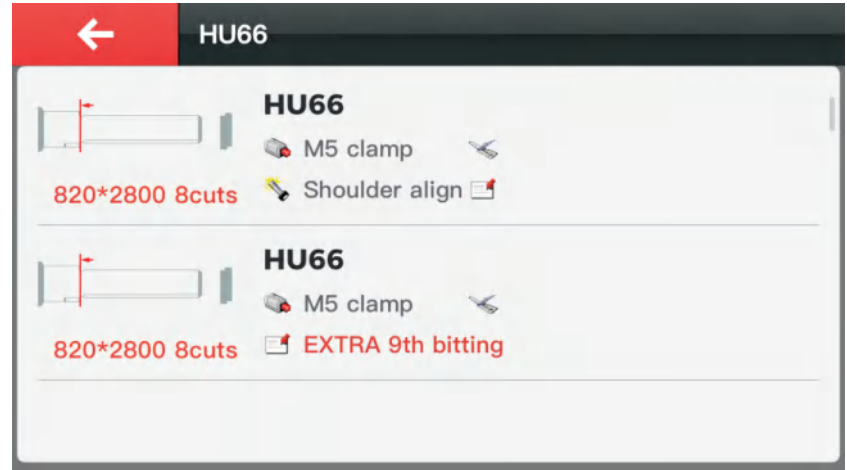 HU66
HU66
M5 clamp
820*2800 8cuts
Shoulder align
HU66
M5 clamp
820*2800 8cuts
EXTRA 9th bitting